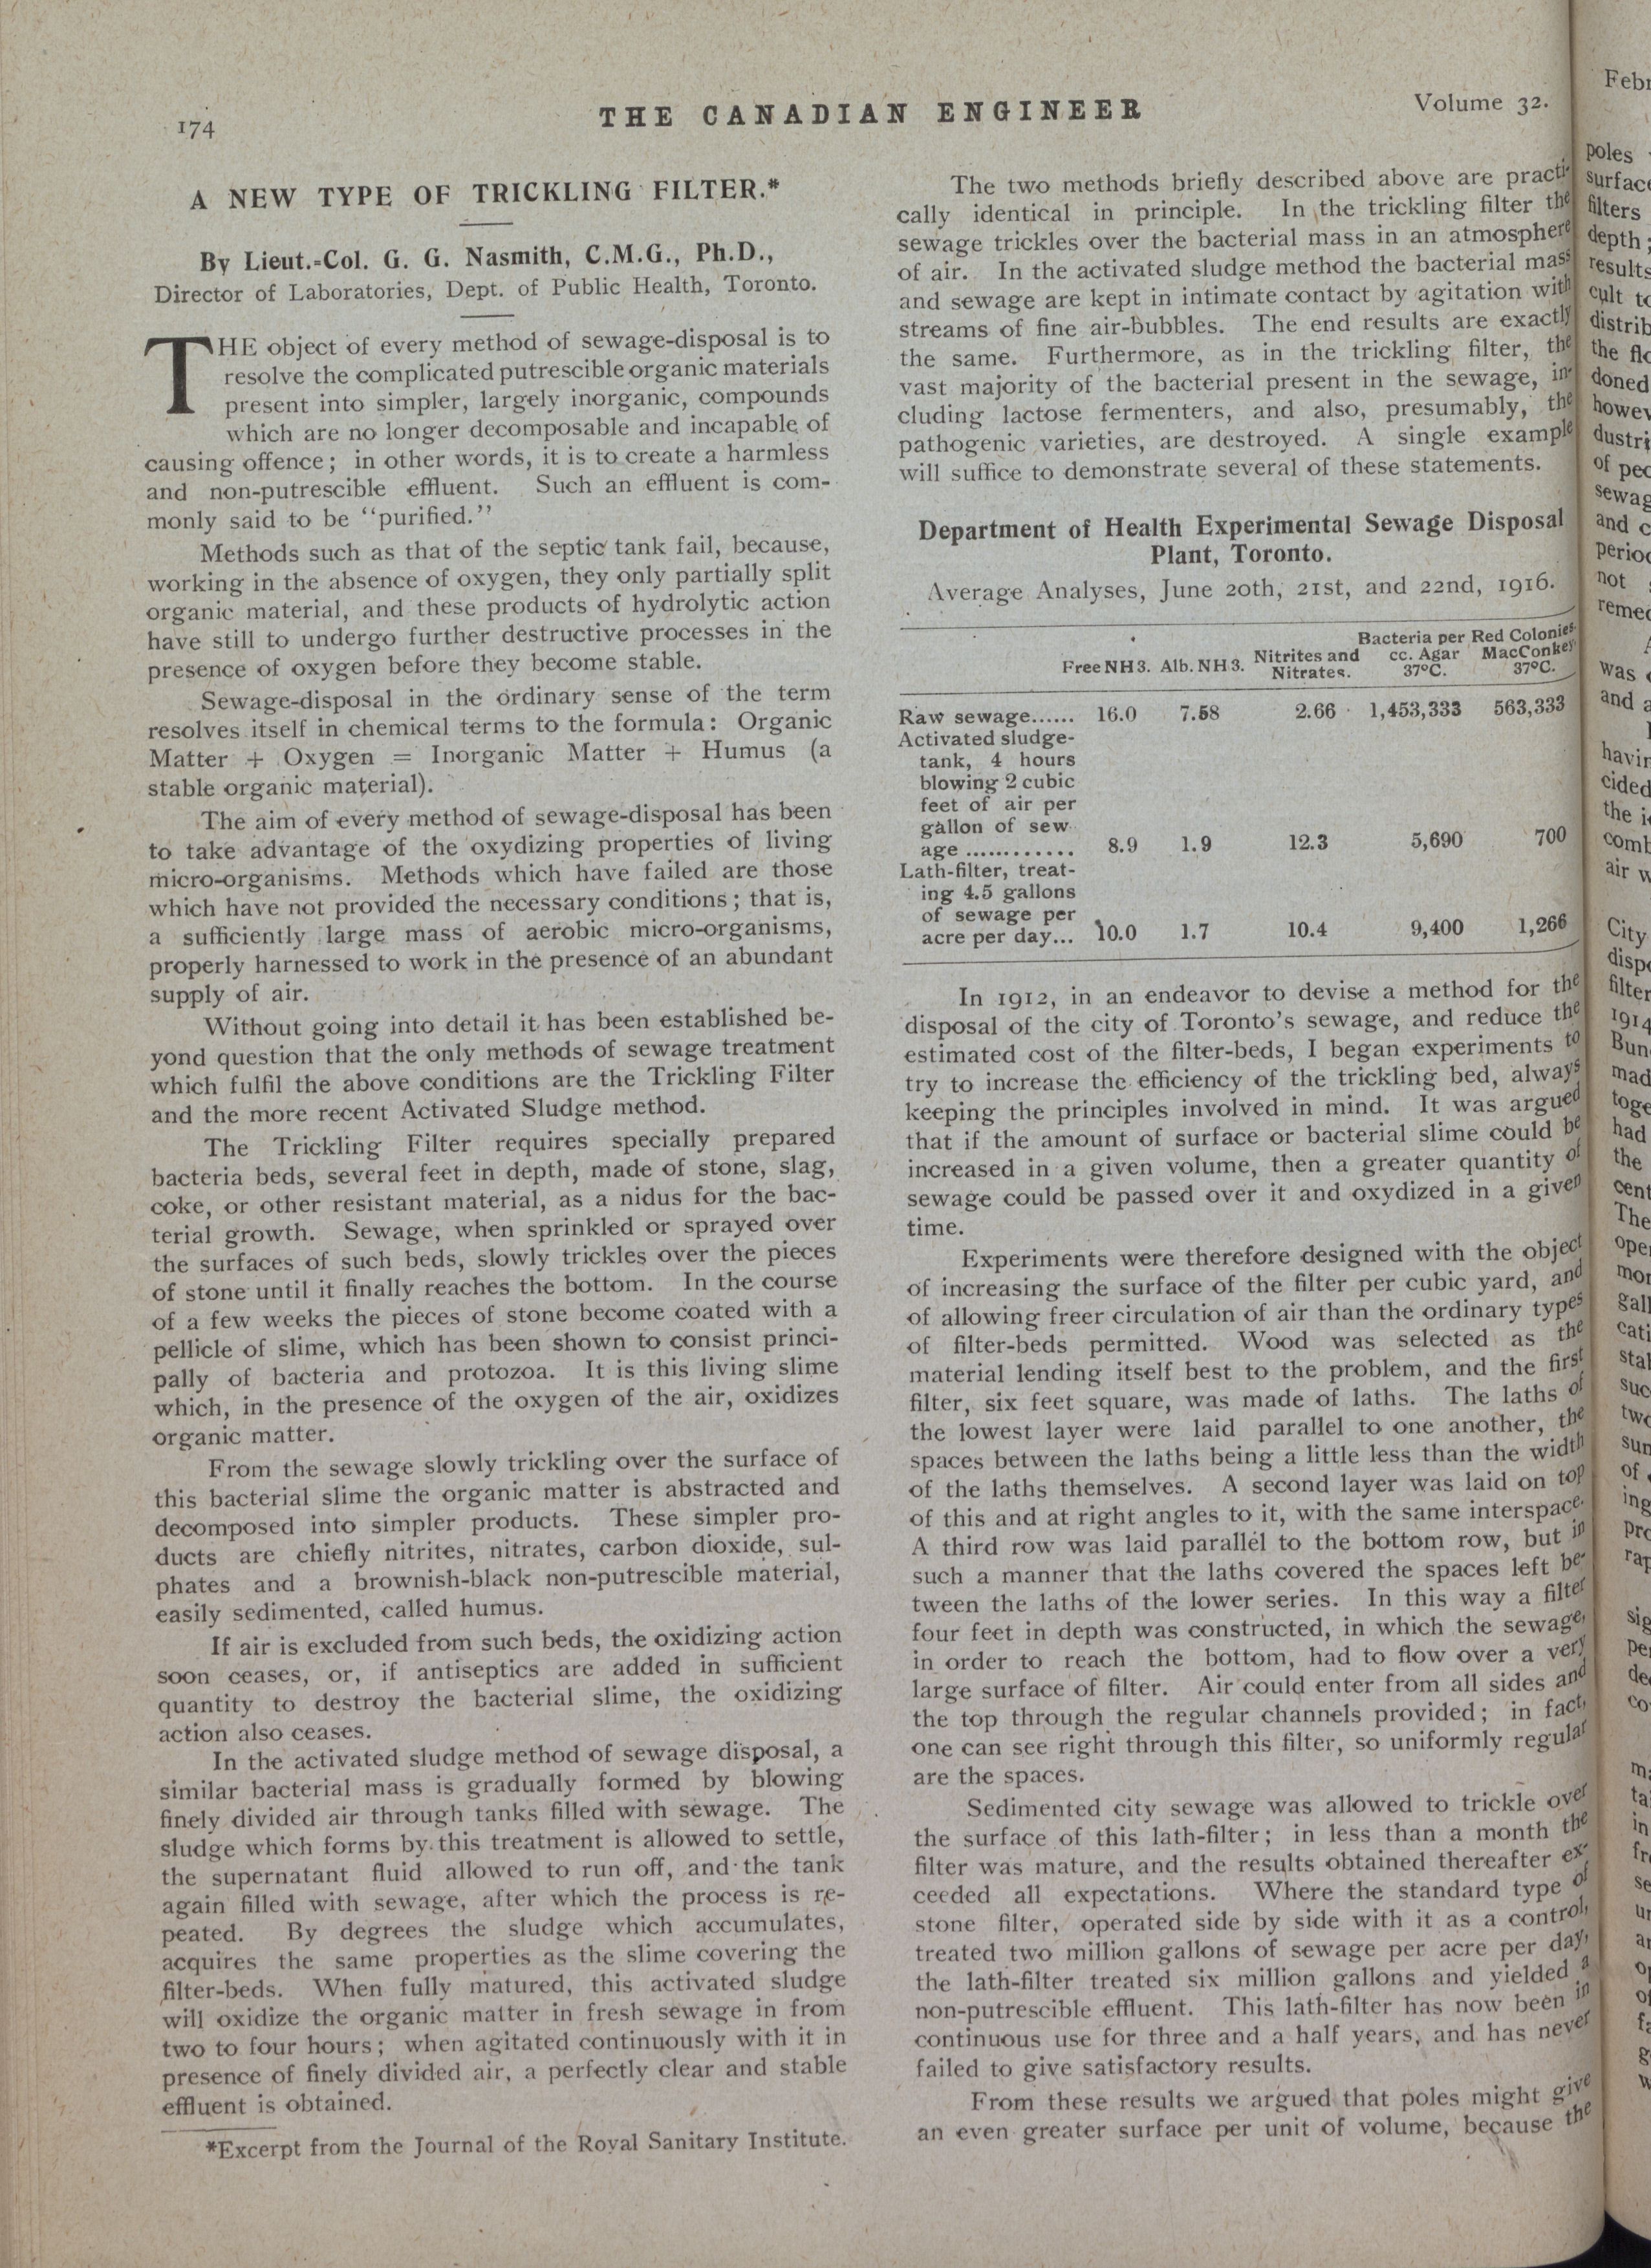 174
THE CANADIAN ENGINEER
Volume 32.
A NEW TYPE OF TRICKLING FILTER.*
By Lieut.-Col. G. G. Nasmith, C.M.G., Ph.D.,
Director of Laboratories, Dept. of Public Health, Toronto.
THE object of every method of sewage-disposal is to
resolve the complicated putrescible organic materials
present into simpler, largely inorganic, compounds
which are no longer decomposable and incapable of
causing offence; in other words, it is to create a harmless
and non-putrescible effluent. Such an effluent is com-
monly said to be "purified."
Methods such as that of the septic tank fail, because,
working in the absence of oxygen, they only partially split
organic material, and these products of hydrolytic action
have still to undergo further destructive processes in the
presence of oxygen before they become stable.
Sewage-disposal in the ordinary sense of the term
resolves itself in chemical terms to the formula: Organic
Matter + Oxygen = Inorganic Matter + Humus (a
stable organic material).
The aim of every method of sewage-disposal has been
to take advantage of the oxydizing properties of living
micro-organisms. Methods which have failed are those
which have not provided the necessary conditions; that is,
a sufficiently large mass of aerobic micro-organisms,
properly harnessed to work in the presence of an abundant
supply of air.
Without going into detail it has been established be-
yond question that the only methods of sewage treatment
which fulfil the above conditions are the Trickling Filter
and the more recent Activated Sludge method.
The Trickling Filter requires specially prepared
bacteria beds, several feet in depth, made of stone, slag,
coke, or other resistant material, as a nidus for the bac-
terial growth. Sewage, when sprinkled or sprayed over
the surfaces of such beds, slowly trickles over the pieces
of stone until it finally reaches the bottom. In the course
of a few weeks the pieces of stone become coated with a
pellicle of slime, which has been shown to consist princi-
pally of bacteria and protozoa. It is this living slime
which, in the presence of the oxygen of the air, oxidizes
organic matter.
From the sewage slowly trickling over the surface of
this bacterial slime the organic matter is abstracted and
decomposed into simpler products. These simpler pro-
ducts are chiefly nitrites, nitrates, carbon dioxide, sul-
phates and a brownish-black non-putrescible material,
easily sedimented, called humus.
If air is excluded from such beds, the oxidizing action
soon ceases, or, if antiseptics are added in sufficient
quantity to destroy the bacterial slime, the oxidizing
action also ceases.
In the activated sludge method of sewage disposal, a
similar bacterial mass is gradually formed by blowing
finely divided air through tanks filled with sewage. The
sludge which forms by this treatment is allowed to settle,
the supernatant fluid allowed to run off, and the tank
again filled with sewage, after which the process is re-
peated. By degrees the sludge which accumulates,
acquires the same properties as the slime covering the
filter-beds. When fully matured, this activated sludge
will oxidize the organic matter in fresh sewage in from
two to four hours; when agitated continuously with it in
presence of finely divided air, a perfectly clear and stable
effluent is obtained.
*Excerpt from the Journal of the Royal Sanitary Institute.
The two methods briefly described above are practi-
cally identical in principle. In the trickling filter the
sewage trickles over the bacterial mass in an atmosphere
of air. In the activated sludge method the bacterial mass
and sewage are kept in intimate contact by agitation with
streams of fine air-bubbles. The end results are exactly
the same. Furthermore, as in the trickling filter, the
vast majority of the bacterial present in the sewage, in-
cluding lactose fermenters, and also, presumably, the
pathogenic varieties, are destroyed. A single example
will suffice to demonstrate several of these statements.
Department of Health Experimental Sewage Disposal
Plant, Toronto.
Average Analyses, June 20th, 21st, and 22nd, 1916.
Bacteria per Red Colonies
Free NH3. Alb. NH3. Nitrites and cc. Agar MacConkey
Nitrates. 37°C. 37°C.
Raw sewage...... 16.0 7.58 2.66 1,453,333 563,333
Activated sludge-
tank, 4 hours
blowing 2 cubic
feet of air per
gallon of sew-
age ............ 8.9 1.9 12.3 5,690 700
Lath-filter, treat-
ing 4.5 gallons
of sewage per
acre per day... 10.0 1.7 10.4 9,400 1,266
In 1912, in an endeavor to devise a method for the
disposal of the city of Toronto's sewage, and reduce the
estimated cost of the filter-beds, I began experiments to
try to increase the efficiency of the trickling bed, always
keeping the principles involved in mind. It was argued
that if the amount of surface or bacterial slime could be
increased in a given volume, then a greater quantity of
sewage could be passed over it and oxydized in a given
time.
Experiments were therefore designed with the object
of increasing the surface of the filter per cubic yard, and
of allowing freer circulation of air than the ordinary types
of filter-beds permitted. Wood was selected as the
material lending itself best to the problem, and the first
filter, six feet square, was made of laths. The laths of
the lowest layer were laid parallel to one another, the
spaces between the laths being a little less than the width
of the laths themselves. A second layer was laid on top
of this and at right angles to it, with the same interspace.
A third row was laid parallel to the bottom row, but in
such a manner that the laths covered the spaces left be-
tween the laths of the lower series. In this way a filter
four feet in depth was constructed, in which the sewage,
in order to reach the bottom, had to flow over a very
large surface of filter. Air could enter from all sides and
the top through the regular channels provided; in fact,
one can see right through this filter, so uniformly regular
are the spaces.
Sedimented city sewage was allowed to trickle over
the surface of this lath-filter; in less than a month the
filter was mature, and the results obtained thereafter ex-
ceeded all expectations. Where the standard type of
stone filter, operated side by side with it as a control,
treated two million gallons of sewage per acre per day,
the lath-filter treated six million gallons and yielded a
non-putrescible effluent. This lath-filter has now been in
continuous use for three and a half years, and has never
failed to give satisfactory results.
From these results we argued that poles might give
an even greater surface per unit of volume, because the